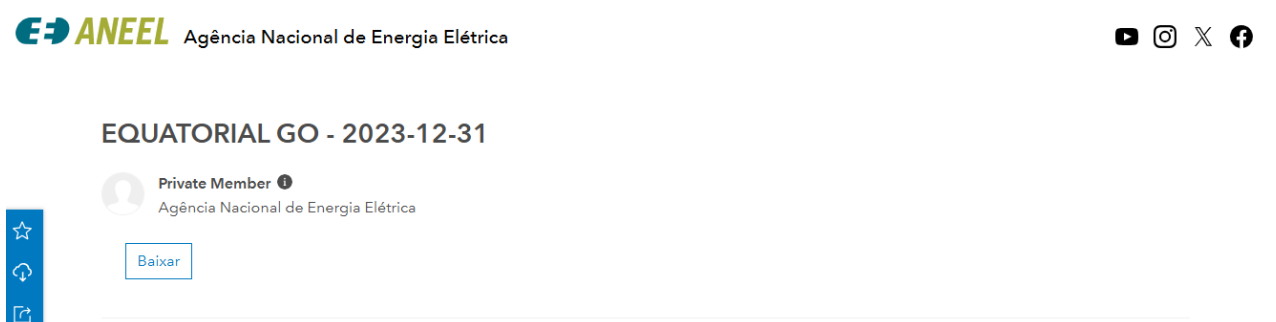 ANEEL Agência Nacional de Energia Elétrica
EQUATORIAL GO - 2023-12-31
Private Member
Agência Nacional de Energia Elétrica
Baixar